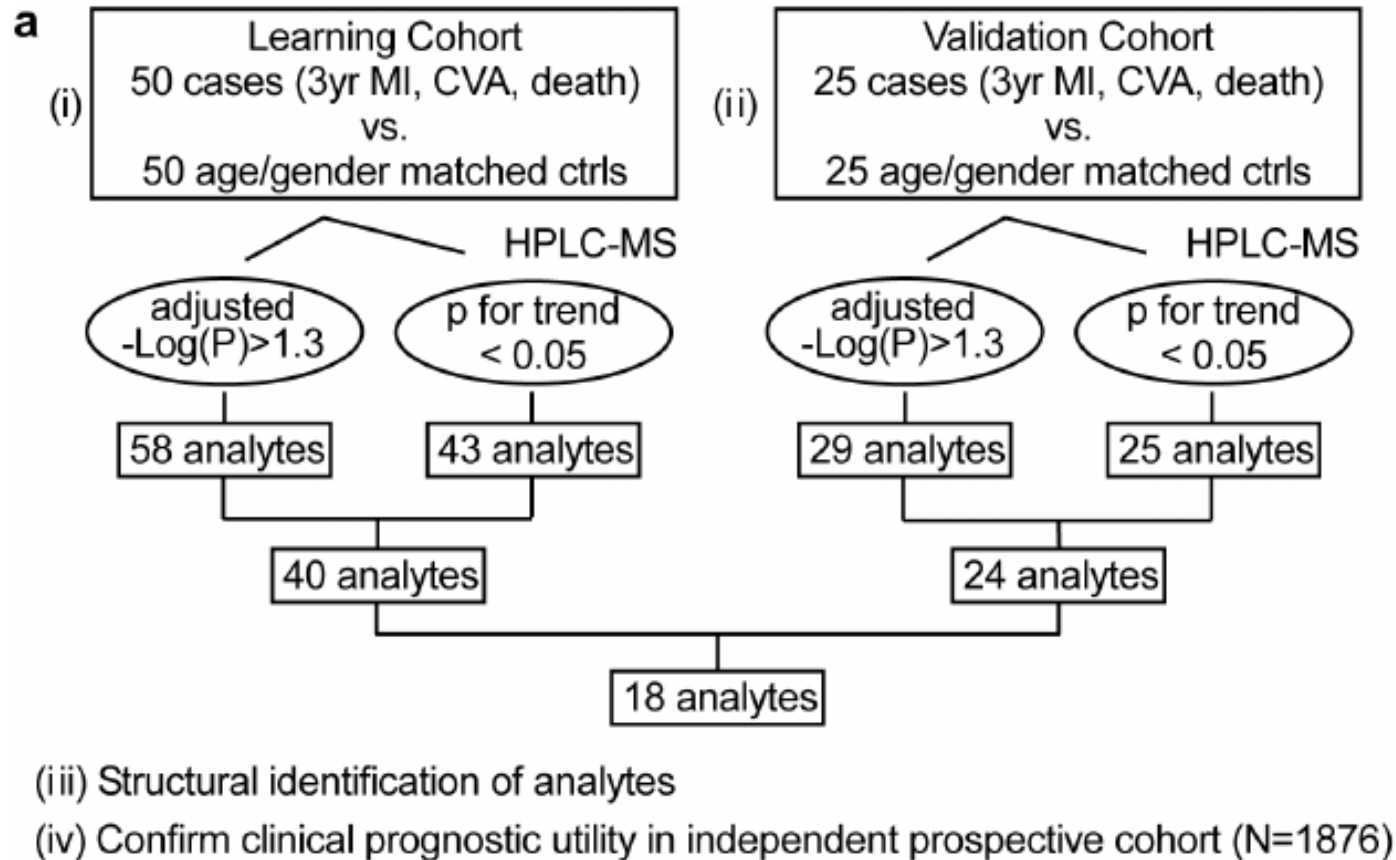 a
(i)
Learning Cohort
50 cases (3yr MI, CVA, death)
vs.
50 age/gender matched ctrls
(ii)
Validation Cohort
25 cases (3yr MI, CVA, death)
vs.
25 age/gender matched ctrls
HPLC-MS
adjusted
-Log(P)>1.3
p for trend
< 0.05
HPLC-MS
adjusted
-Log(P)>1.3
p for trend
< 0.05
58 analytes
43 analytes
29 analytes
25 analytes
40 analytes
24 analytes
18 analytes
(iii) Structural identification of analytes
(iv) Confirm clinical prognostic utility in independent prospective cohort (N=1876)